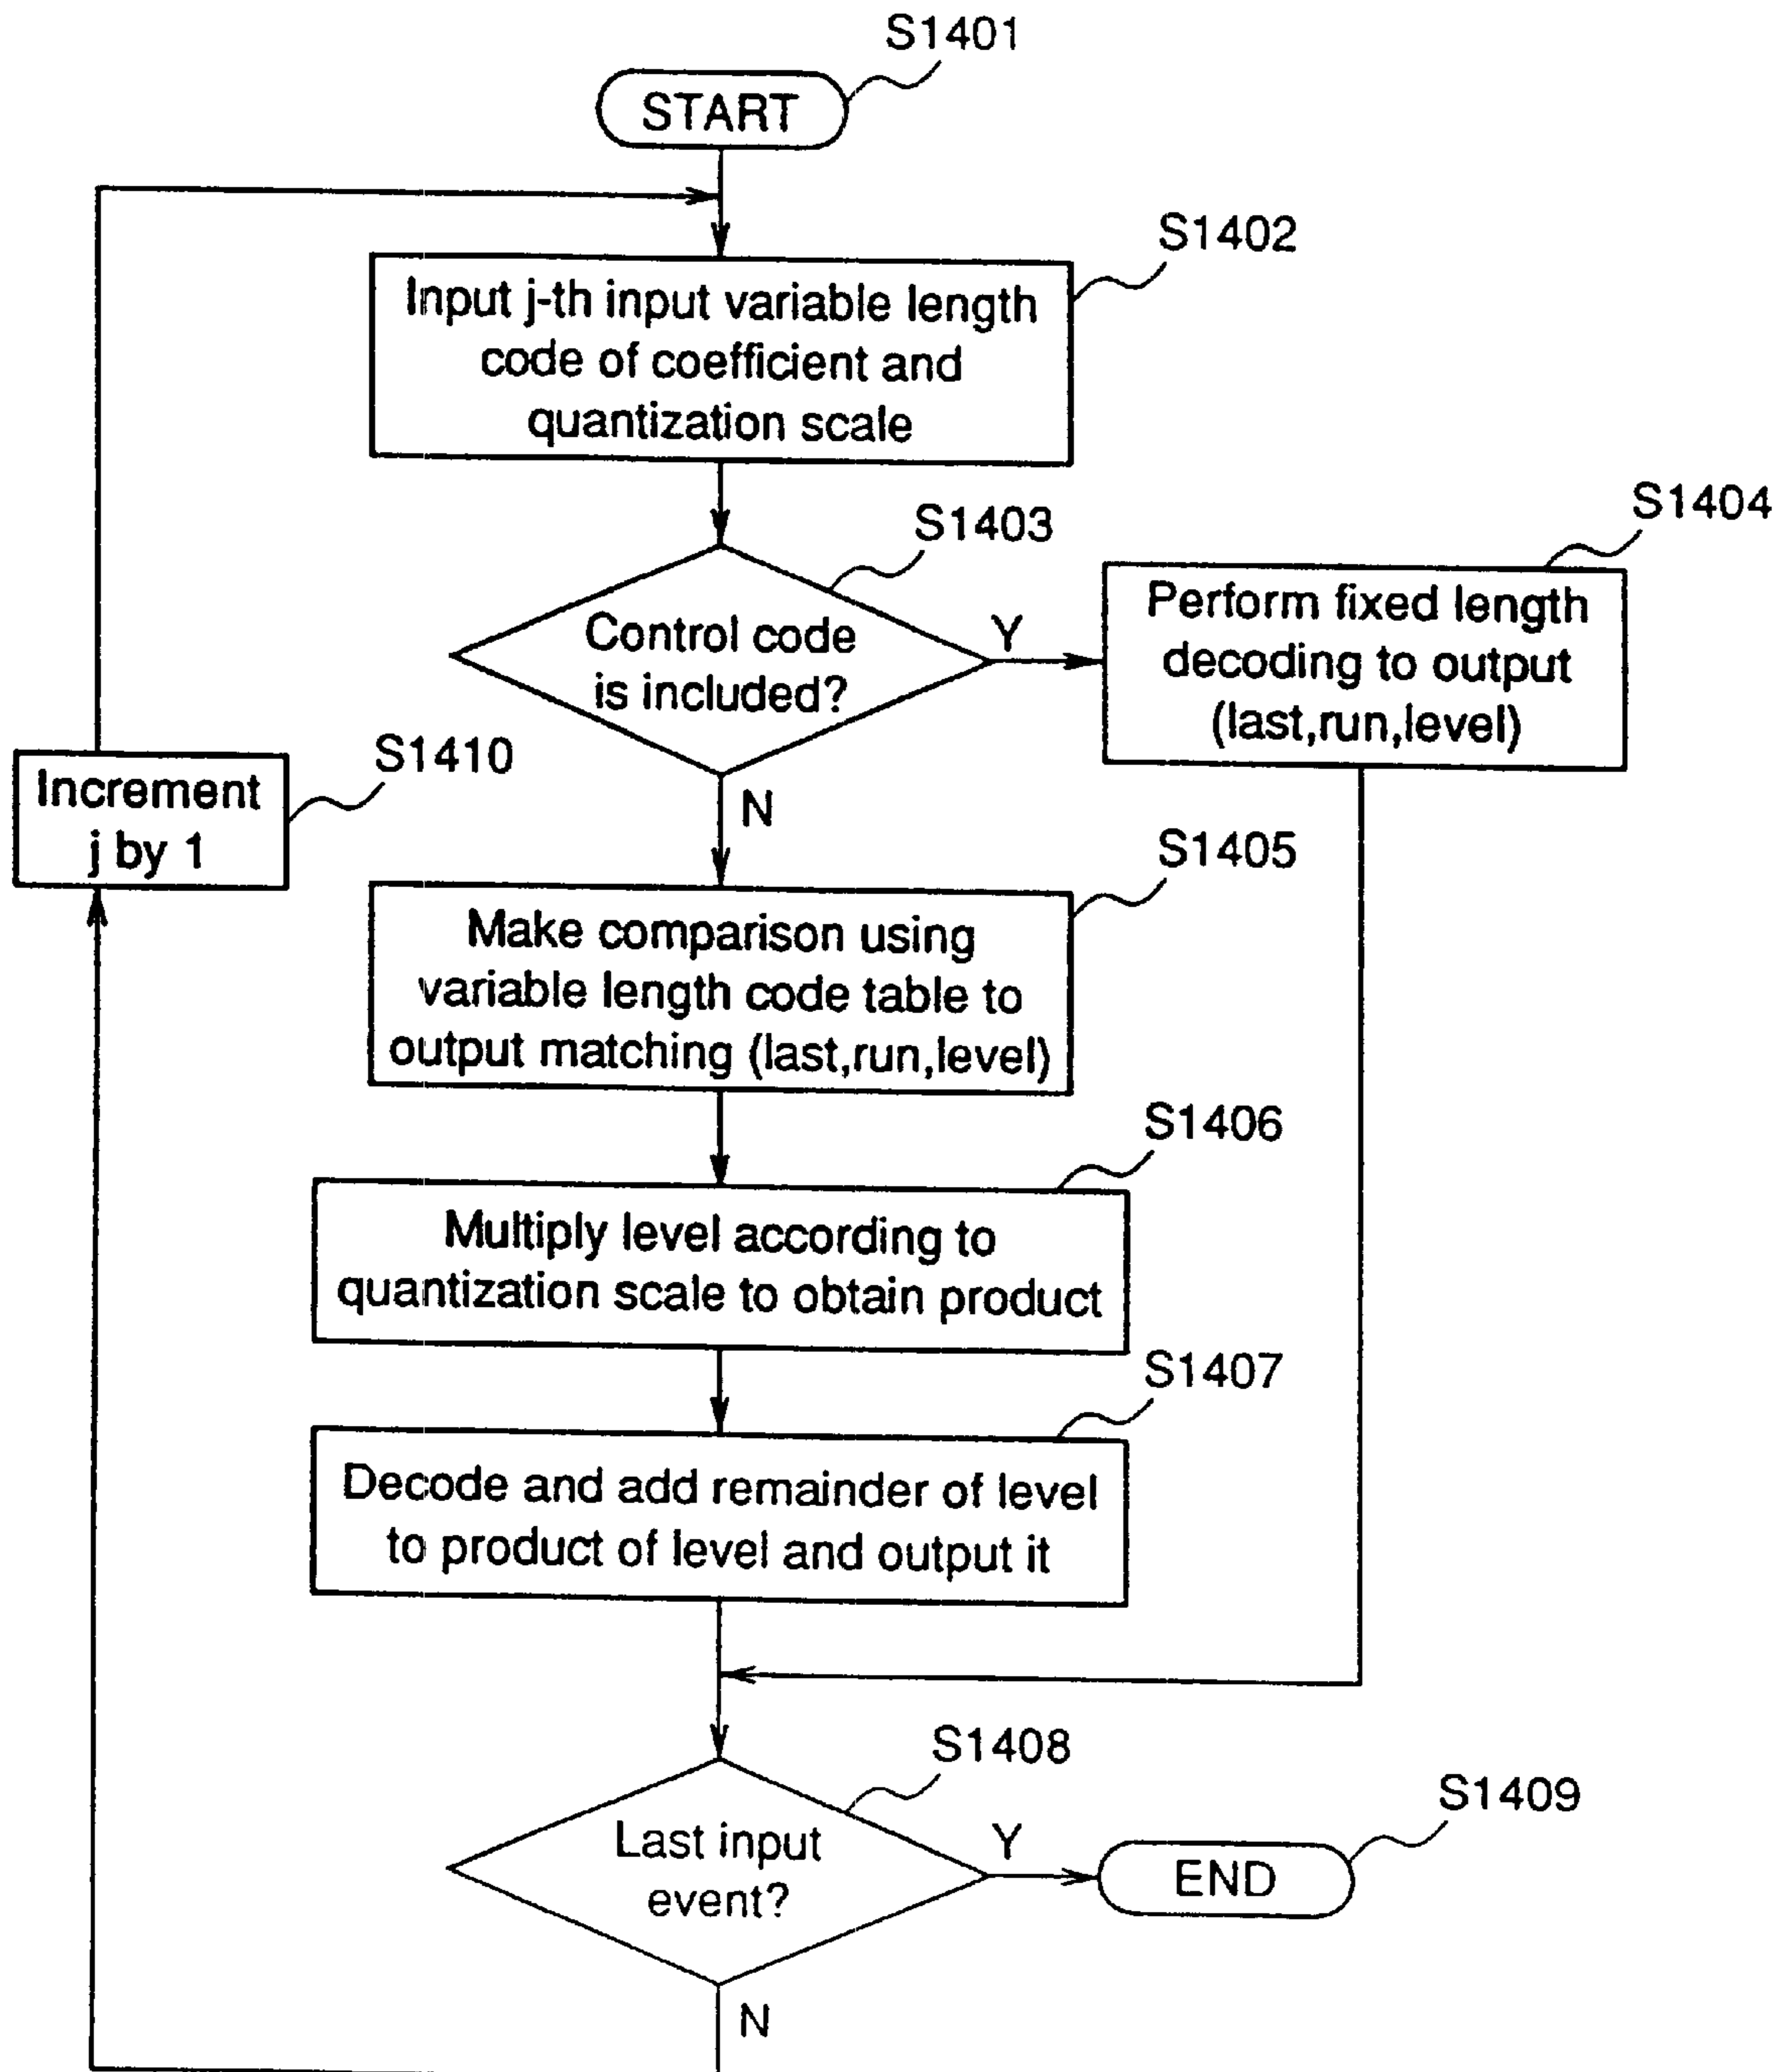 S1401
START
S1402
Input j-th input variable length
code of coefficient and
quantization scale
S1403
Control code
is included?
Y
N
S1404
Perform fixed length
decoding to output
(last,run,level)
S1410
Increment
j by 1
S1405
Make comparison using
variable length code table to
output matching (last,run,level)
S1406
Multiply level according to
quantization scale to obtain product
S1407
Decode and add remainder of level
to product of level and output it
S1408
Last input
event?
Y
N
S1409
END